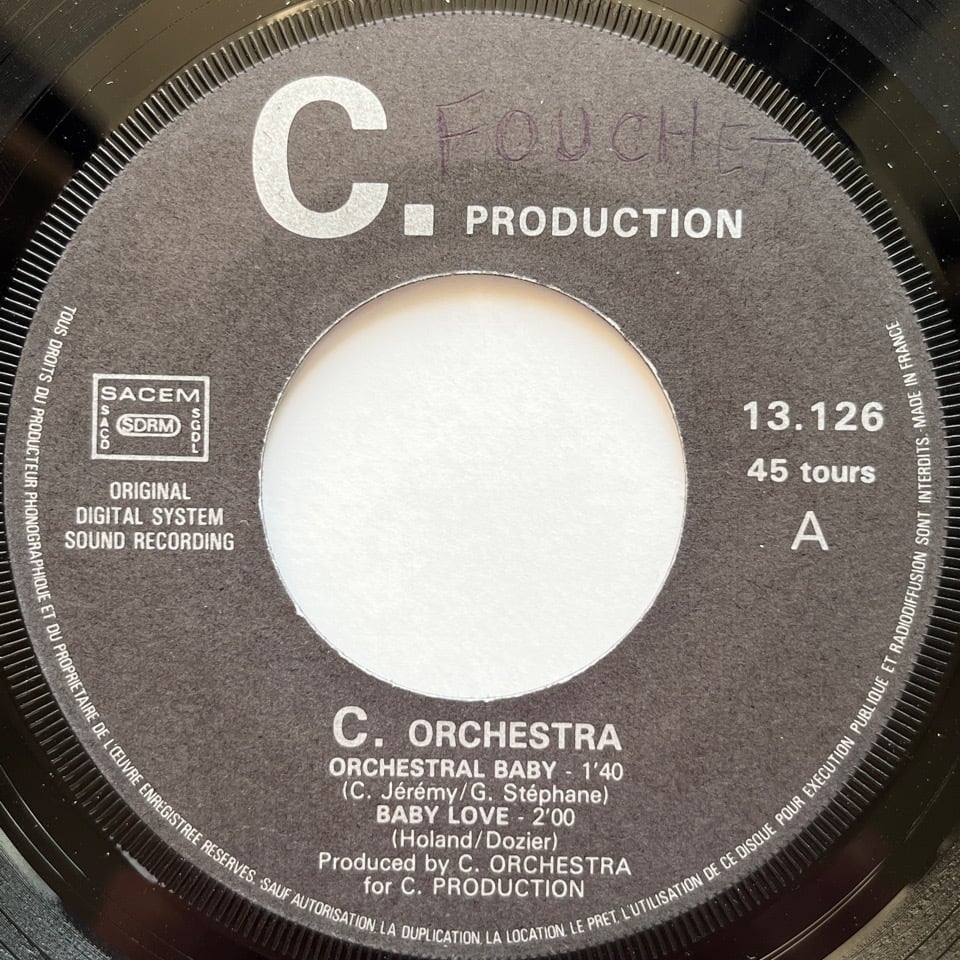 C. PRODUCTION
FOUCHET
SACEM
SACD
SDRM
SGDL
ORIGINAL
DIGITAL SYSTEM
SOUND RECORDING
13.126
45 tours
A
C. ORCHESTRA
ORCHESTRAL BABY - 1'40
(C. Jérémy/G. Stéphane)
BABY LOVE - 2'00
(Holand/Dozier)
Produced by C. ORCHESTRA
for C. PRODUCTION
TOUS DROITS DU PRODUCTEUR PHONOGRAPHIQUE ET DU PROPRIETAIRE DE L'ŒUVRE ENREGISTREE RESERVES. SAUF AUTORISATION LA DUPLICATION, LA LOCATION, LE PRET, L'UTILISATION DE CE DISQUE POUR EXECUTION PUBLIQUE ET RADIODIFFUSION SONT INTERDITS. MADE IN FRANCE